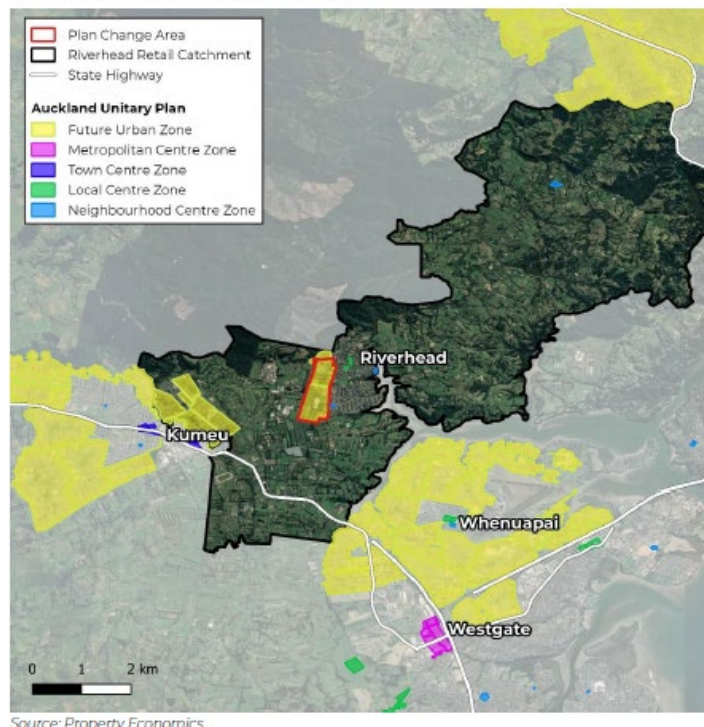 Plan Change Area
Riverhead Retail Catchment
State Highway
Auckland Unitary Plan
Future Urban Zone
Metropolitan Centre Zone
Town Centre Zone
Local Centre Zone
Neighbourhood Centre Zone
Riverhead
Kumeu
Whenuapai
Westgate
0 1 2 km
Source: Property Economics